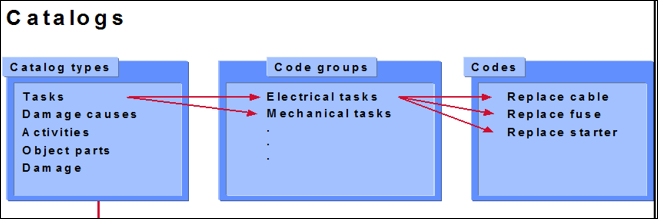 Catalogs
Catalog types
Tasks
Damage causes
Activities
Object parts
Damage
Code groups
Electrical tasks
Mechanical tasks
.
.
.
Codes
Replace cable
Replace fuse
Replace starter